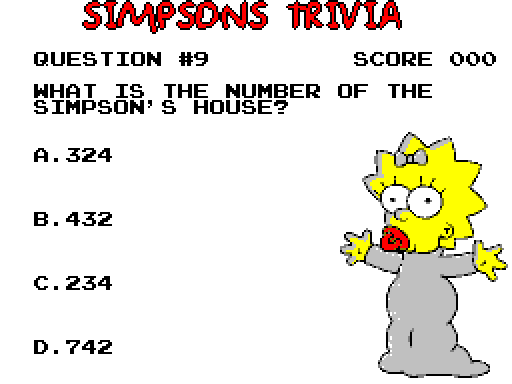 SIMPSONS TRIVIA
QUESTION #9 SCORE 000
WHAT IS THE NUMBER OF THE
SIMPSON'S HOUSE?
A.324
B.432
C.234
D.742